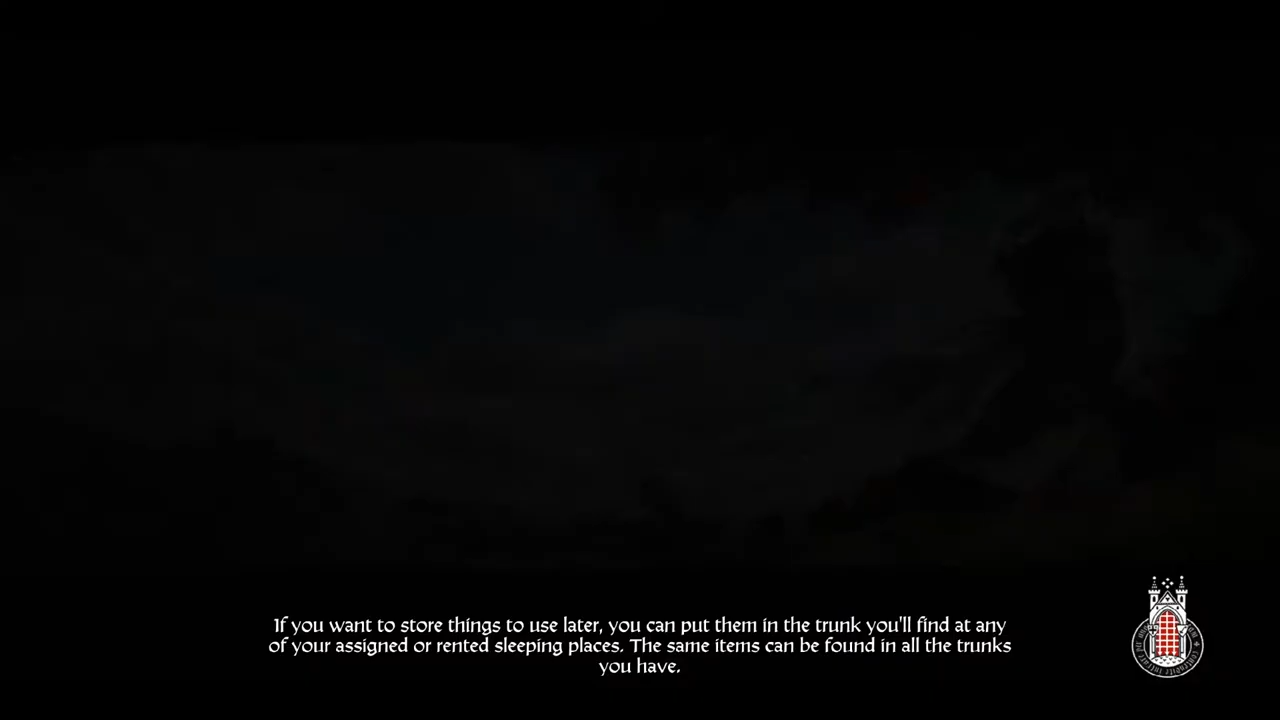 If you want to store things to use later, you can put them in the trunk you'll find at any
of your assigned or rented sleeping places. The same items can be found in all the trunks
you have.